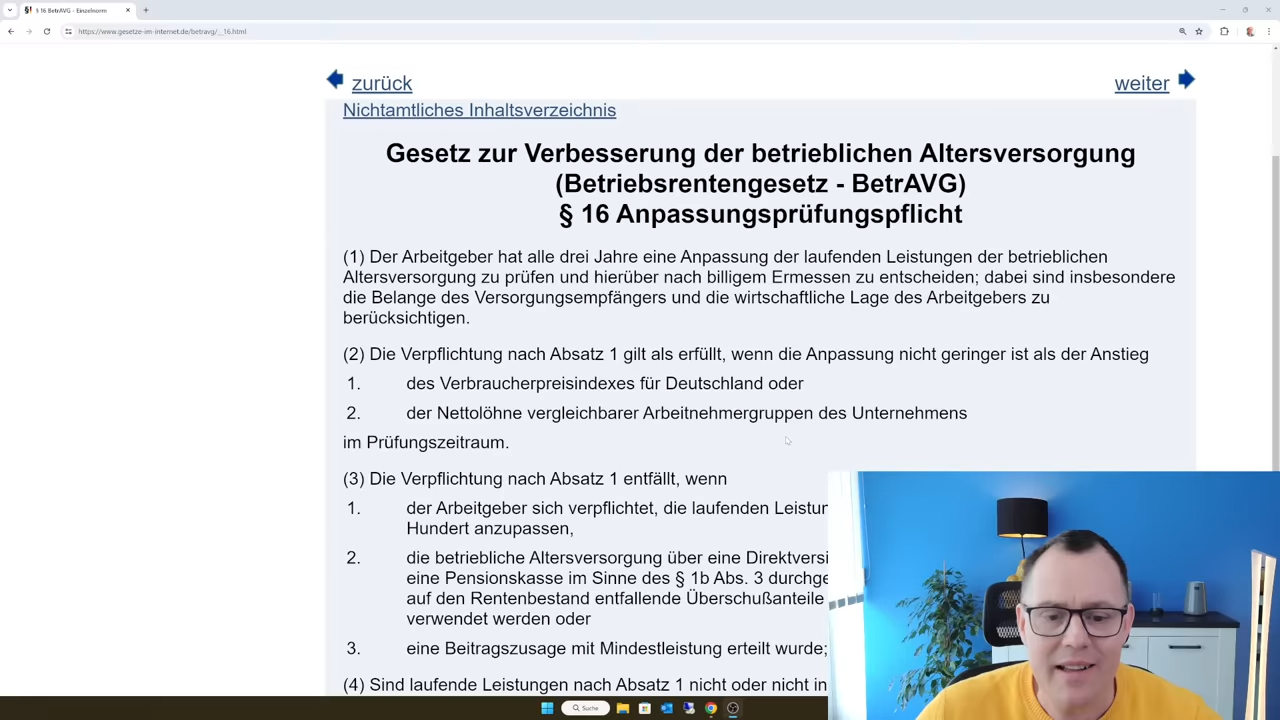 § 16 BetrAVG - Einzelnorm
https://www.gesetze-im-internet.de/betravg/__16.html
zurück
weiter
Nichtamtliches Inhaltsverzeichnis
Gesetz zur Verbesserung der betrieblichen Altersversorgung
(Betriebsrentengesetz - BetrAVG)
§ 16 Anpassungsprüfungspflicht
(1) Der Arbeitgeber hat alle drei Jahre eine Anpassung der laufenden Leistungen der betrieblichen
Altersversorgung zu prüfen und hierüber nach billigem Ermessen zu entscheiden; dabei sind insbesondere
die Belange des Versorgungsempfängers und die wirtschaftliche Lage des Arbeitgebers zu
berücksichtigen.
(2) Die Verpflichtung nach Absatz 1 gilt als erfüllt, wenn die Anpassung nicht geringer ist als der Anstieg
1. des Verbraucherpreisindexes für Deutschland oder
2. der Nettolöhne vergleichbarer Arbeitnehmergruppen des Unternehmens
im Prüfungszeitraum.
(3) Die Verpflichtung nach Absatz 1 entfällt, wenn
1. der Arbeitgeber sich verpflichtet, die laufenden
Hundert anzupassen,
2. die betriebliche Altersversorgung über eine
eine Pensionskasse im Sinne des § 1b Abs. 3
auf den Rentenbestand entfallende Überschußanteile
verwendet werden oder
3. eine Beitragszusage mit Mindestleistung erteilt wurde;
(4) Sind laufende Leistungen nach Absatz 1 nicht oder nicht in
Suche